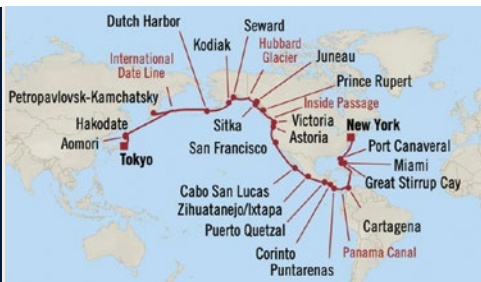 Dutch Harbor
Seward
Kodiak
Hubbard
Glacier
Juneau
International
Date Line
Prince Rupert
Petropavlovsk-Kamchatsky
Inside Passage
Sitka
Victoria
New York
Hakodate
Astoria
Aomori
San Francisco
Port Canaveral
Tokyo
Miami
Great Stirrup Cay
Cabo San Lucas
Zihuatanejo/Ixtapa
Puerto Quetzal
Cartagena
Corinto
Panama Canal
Puntarenas